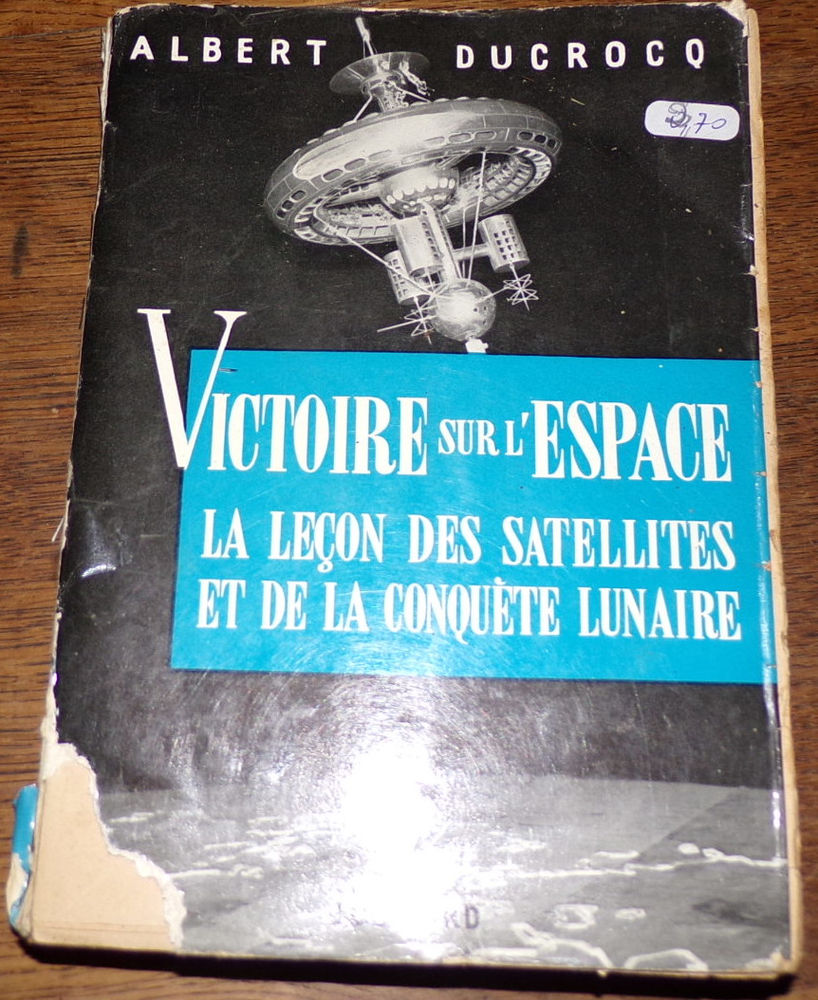 ALBERT DUCROCQ
VICTOIRE SUR L'ESPACE
LA LEÇON DES SATELLITES
ET DE LA CONQUÊTE LUNAIRE